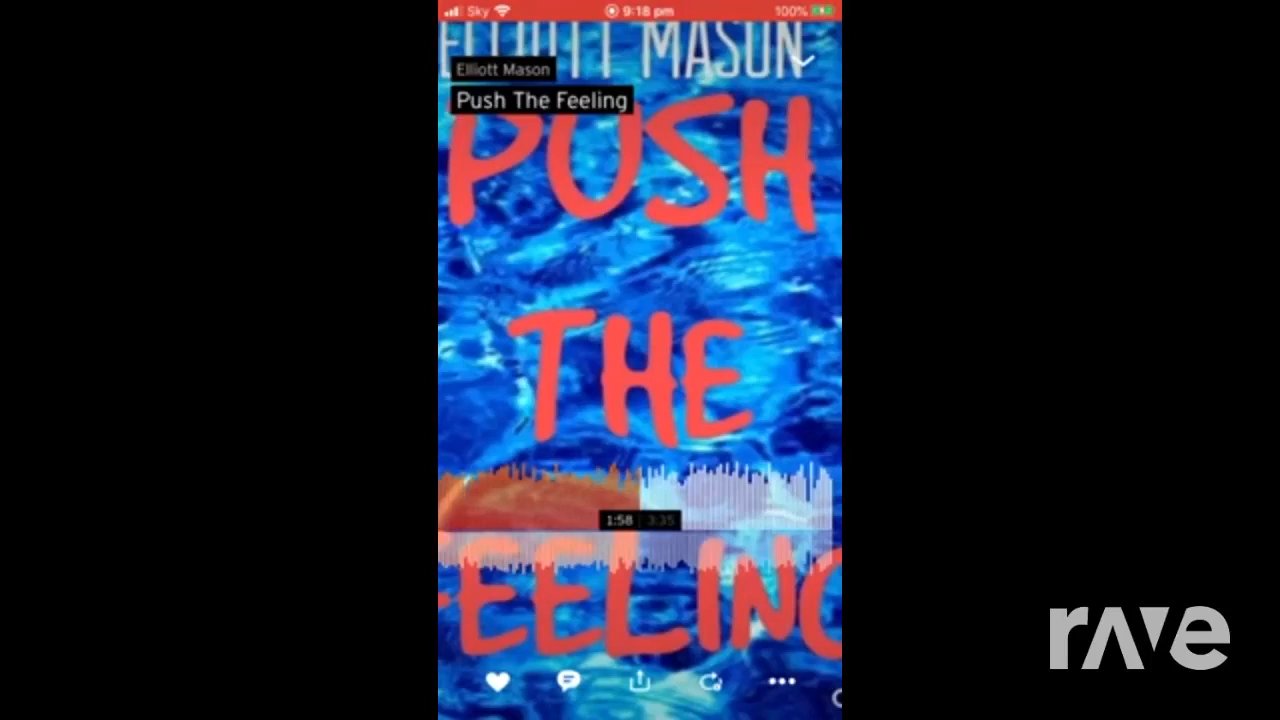 Sky 9:18 pm 100%
ELLIOTT MASON
Elliott Mason
Push The Feeling
PUSH
THE
1:58 | 3:35
FEELING
rave